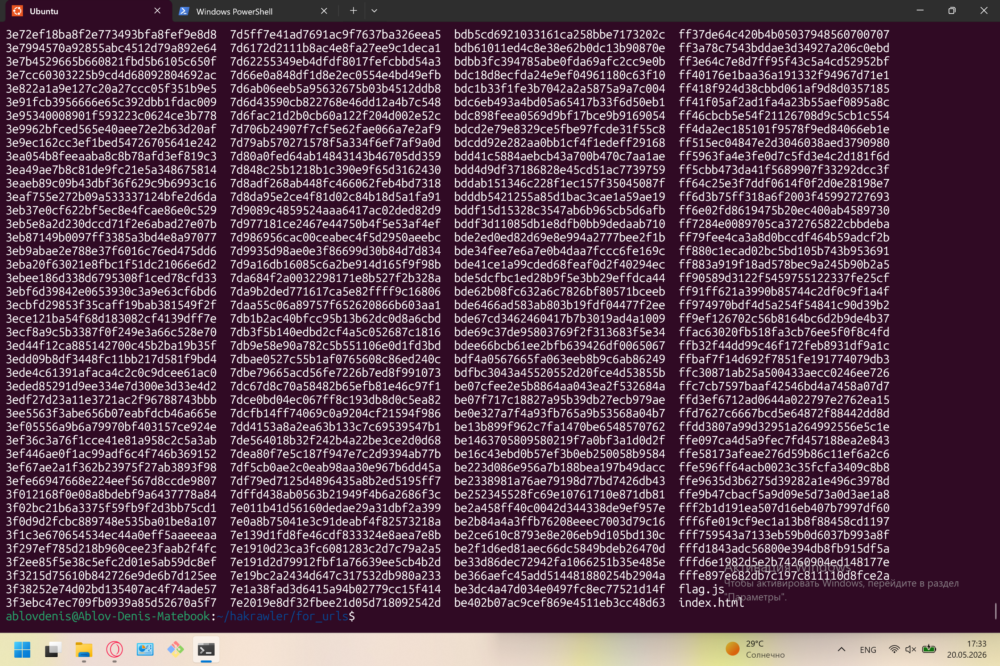 Ubuntu
Windows PowerShell
3e72ef18ba8f2e773493bfa8fef9e8d8 7d5ff7e41ad7691ac9f7637ba326eea5 bdb5cd6921033161ca258bbe7173202c ff37de64c420b4b05037948560700707
3e7994570a92855abc4512d79a892e64 7d6172d2111b8ac4e8fa27ee9c1deca1 bdb61011ed4c8e38e62b0dc13b90870e ff3a78c7543bddae3d34927a206c0ebd
3e7b4529665b660821fbd5b6105c650f 7d62255349eb4dfdf8017fefcbbd54a3 bdbb3fc394785abe0fda69afc2cc9e0b ff3e64c7e8d7ff95f43c5a4cd52952bf
3e7cc60303225b9cd4d68092804692ac 7d66e0a848df1d8e2ec0554e4bd49efb bdc18d8ecfda24e9ef04961180c63f10 ff40176e1baa36a191332f94967d71e1
3e822a1a9e127c20a27ccc05f351b9e5 7d6ab06eeb5a95632675b03b4512ddb8 bdc1b33f1fe3b7042a2a5875a9a7c004 ff418f924d38cbbd061af9d8d0357185
3e91fcb3956666e65c392dbb1fdac009 7d6d43590cb822768e46dd12a4b7c548 bdc6eb493a4bd05a65417b33f6d50eb1 ff41f05af2ad1fa4a23b55aef0895a8c
3e95340008901f593223c0624ce3b778 7d6fac21d2b0cb60a122f204d002e52c bdc898feea0569d9bf17bce9b9169054 ff46cbcb5e54f21126708d9c5cb1c554
3e9962bfced565e40aee72e2b63d20af 7d706b24907f7cf5e62fae066a7e2af9 bdcd2e79e8329ce5fbe97fcde31f55c8 ff4da2ec185101f9578f9ed84066eb1e
3e9ec162cc3ef1bed54726705641e242 7d79ab570271578f5a334f6ef7af9a0d bdcdd92e282aa0bb1cf4f1edeff29168 ff515ec04847e2d3046038aed3790980
3ea054b8feeaaba8c8b78afd3ef819c3 7d80a0fed64ab14843143b46705dd359 bdd41c5884aebcb43a700b470c7aa1ae ff5963fa4e3fe0d7c5fd3e4c2d181f6d
3ea49ae7b8c81de9fc21e5a348675814 7d848c25b1218b1c390e9f65d3162430 bdd4d9df37186828e45cd51ac7739759 ff5cbb473da41f5689907f33292dcc3f
3eaeb89c09b43dbf36f629c9b6993c16 7d8adf268ab448fc466062feb4bd7318 bddab151346c228f1ec157f35045087f ff64c25e3f7ddf0614f0f2d0e28198e7
3eaf755e272b09a533337124bfe2d6da 7d8da95e2ce4f81d02c84b18d5a1fa91 bdddb5421255a85d1bac3cae1a59ae19 ff6d3b75ff318a6f2003f45992727693
3eb37e0cf622bf5ec8e4fcae86e0c529 7d9089c4859524aaa6417ac02ded82d9 bddf15d15328c3547ab6b965cb5d6afb ff6e02fd8619475b20ec400ab4589730
3eb5e8a2d230dccd71f2e6abad27e07b 7d977181ce2467e44750b4f5e53af4ef bddf3d11085db1e8dfb0bb9dedaab710 ff7284e0089705ca372765822cbbdeba
3eb87149b0097ff3385a3bd4e8a97077 7d986956cac00ceabec4f5d2950aeebc bde2ed0ed82d69e8e994a2777bee2f1b ff79fee4ca3a8d0bccdf464b59adcf2b
3eb9abae2e788e37f6016c76ed475dd6 7d9935d98ae0e3f86699d30b84d7d834 bde34fee7e6a7e0b4daa7fccc6fe169c ff880c1ecad02bc5bd105b743b953691
3eba20f63021e8fbc1f51dc21066e6d2 7d9a16db16085c6a2be914d165f9f98b bde41ce1a99cded68feaf0d2f40294ec ff883a919f18ad578bec9a245b90b2a5
3ebee186d338d6795308f1ced78cfd33 7da684f2a0032298171e8b527f2b328a bde5dcfbc1ed28b9f5e3bb29effdca44 ff90589d3122f5459755122337fe25cf
3ebf6d39842e0653930c3a9e63cf6bd6 7da9b2ded771617ca5e82ffff9c16806 bde62b08fc632a6c7826bf80571bceeb ff91ff621a3990b85744c2df0c9f1a4f
3ecbfd29853f35caff19bab381549f2f 7daa55c06a89757f652620866b603aa1 bde6466ad583ab803b19fdf04477f2ee ff974970bdf4d5a254f54841c90d39b2
3ece121ba54f68d183082cf4139dff7e 7db1b2ac40bfcc95b13b62dc0d8a6cbd bde67cd3462460417b7b3019ad4a1009 ff9ef126702c56b8164bc6d2b9de4b37
3ecf8a9c5b3387f0f249e3a66c528e70 7db3f5b140edbd2cf4a5c052687c1816 bde69c37de95803769f2f313683f5e34 ffac63020fb518fa3cb76ee5f0f8c4fd
3ed44f12ca885142700c45b2ba19b35f 7db9e58e90a782c5b551106e0d1fd3bd bdee66bcb61ee2bfb639426df0065067 ffb32f44dd99c46f172feb8931df9a1c
3edd09b8df3448fc11bb217d581f9bd4 7dbae0527c55b1af0765608c86ed240c bdf4a0567665fa063eeb8b9c6ab86249 ffbaf7f14d692f7851fe191774079db3
3ede4c61391afaca4c2c0c9dcee61ac0 7dbe79665acd56fe7226b7ed8f991073 bdfbc3043a45520552d20fce4d53855b ffc30871ab25a500433aecc0246ee726
3eded85291d9ee334e7d300e3d33e4d2 7dc67d8c70a58482b65efb81e46c97f1 be07cfee2e5b8864aa043ea2f532684a ffc7cb7597baaf42546bd4a7458a07d7
3edf27d23a11e3721ac2f96788743bbb 7dce0bd04ec067ff8c193db8d0c5ea82 be07f717c18827a95b39db27ecb979ae ffd3ef6712ad0644a022797e2762ea15
3ee5563f3abe656b07eabfdcb46a665e 7dcfb14ff74069c0a9204cf21594f986 be0e327a7f4a93fb765a9b53568a04b7 ffd7627c6667bcd5e64872f88442dd8d
3ef05556a9b6a79970bf403157ce924e 7dd4153a8a2ea63b133c7c69539547b1 be13b899f962c7fa1470be6548570762 ffdd3807a99d32951a264992556e5c1e
3ef36c3a76f1cce41e81a958c2c5a3ab 7de564018b32f242b4a22be3ce2d0d68 be1463705809580219f7a0bf3a1d0d2f ffe097ca4d5a9fec7fd457188ea2e843
3ef446ae0f1ac99adf6c4f746b369152 7dea80f7e5c187f947e7c2d9394ab77b be16c43ebd0b57ef3b0eb250058b9584 ffe58173afeae276d59b86c11ef6a2c6
3ef67ae2a1f362b23975f27ab3893f98 7df5cb0ae2c0eab98aa30e967b6dd45a be223d086e956a7b188bea197b49dacc ffe596ff64acb0023c35fcfa3409c8b8
3efe66947668e224eef567d8ccde9807 7df79ed7125d4896435a8b2ed5195ff7 be2338981a76ae79198d77bd7426db43 ffe9635d3b6275d39282a1e496c3978d
3f012168f0e08a8bdebf9a6437778a84 7dffd438ab0563b21949f4b6a2686f3c be252345528fc69e10761710e871db81 ffe9b47cbacf5a9d09e5d73a0d3ae1a8
3f02bc21b6a3375f59fb9f2d3bb75cd1 7e011b41d56160dedae29a31dbf2a399 be2a458ff40c0042d344338de9ef957e fff2b1d191ea507d16eb407b7997df60
3f0d9d2fcbc889748e535ba01be8a107 7e0a8b75041e3c91deabf4f82573218a be2b84a4a3ffb76208eeec7003d79c16 fff6fe019cf9ec1a13b8f88458cd1197
3f1c3e670654534ec44a0eff5aaeeeaa 7e139d1fd8fe46cdf833324e8aea7e8b be2ce610c8793e8e206eb9d105bd130c fff759543a7133eb59b0d6037b993a8f
3f297ef785d218b960cee23faab2f4fc 7e1910d23ca3fc6081283c2d7c79a2a5 be2f1d6ed81aec66dc5849bdeb26470d fffd1843adc56800e394db8fb915df5a
3f2ee85f5e38c5efc2d01e5ab59dc8ef 7e191d2d79912fbf1a76639ee5cb4b2d be33d86dec72942fa1066251b35e485e fffd6e1982d5e2b74260904ed148177e
3f3215d75610b842726e9de6b7d125ee 7e19bc2a2434d647c317532db980a233 be366aefc45add514481880254b2904a fffe897e682db7c197c811110d8fce2a
3f38252e74d02bd135407ac4f74ade57 7e1a38fad3d6415a94b02779cc15f414 be3dc4a47d034e0497fc8ec77521d14f flag.js
3f3ebc47ec709fb0939a85d52670a5f7 7e2019e8df32fbee21d05d718092542d be402b07ac9cef869e4511eb3cc48d63 index.html
Активация Windows
Чтобы активировать Windows, перейдите в раздел
"Параметры".
ablovdenis@Ablov-Denis-Matebook:~/hakrawler/for_urls$
29°C
Солнечно
ENG
17:33
20.05.2026